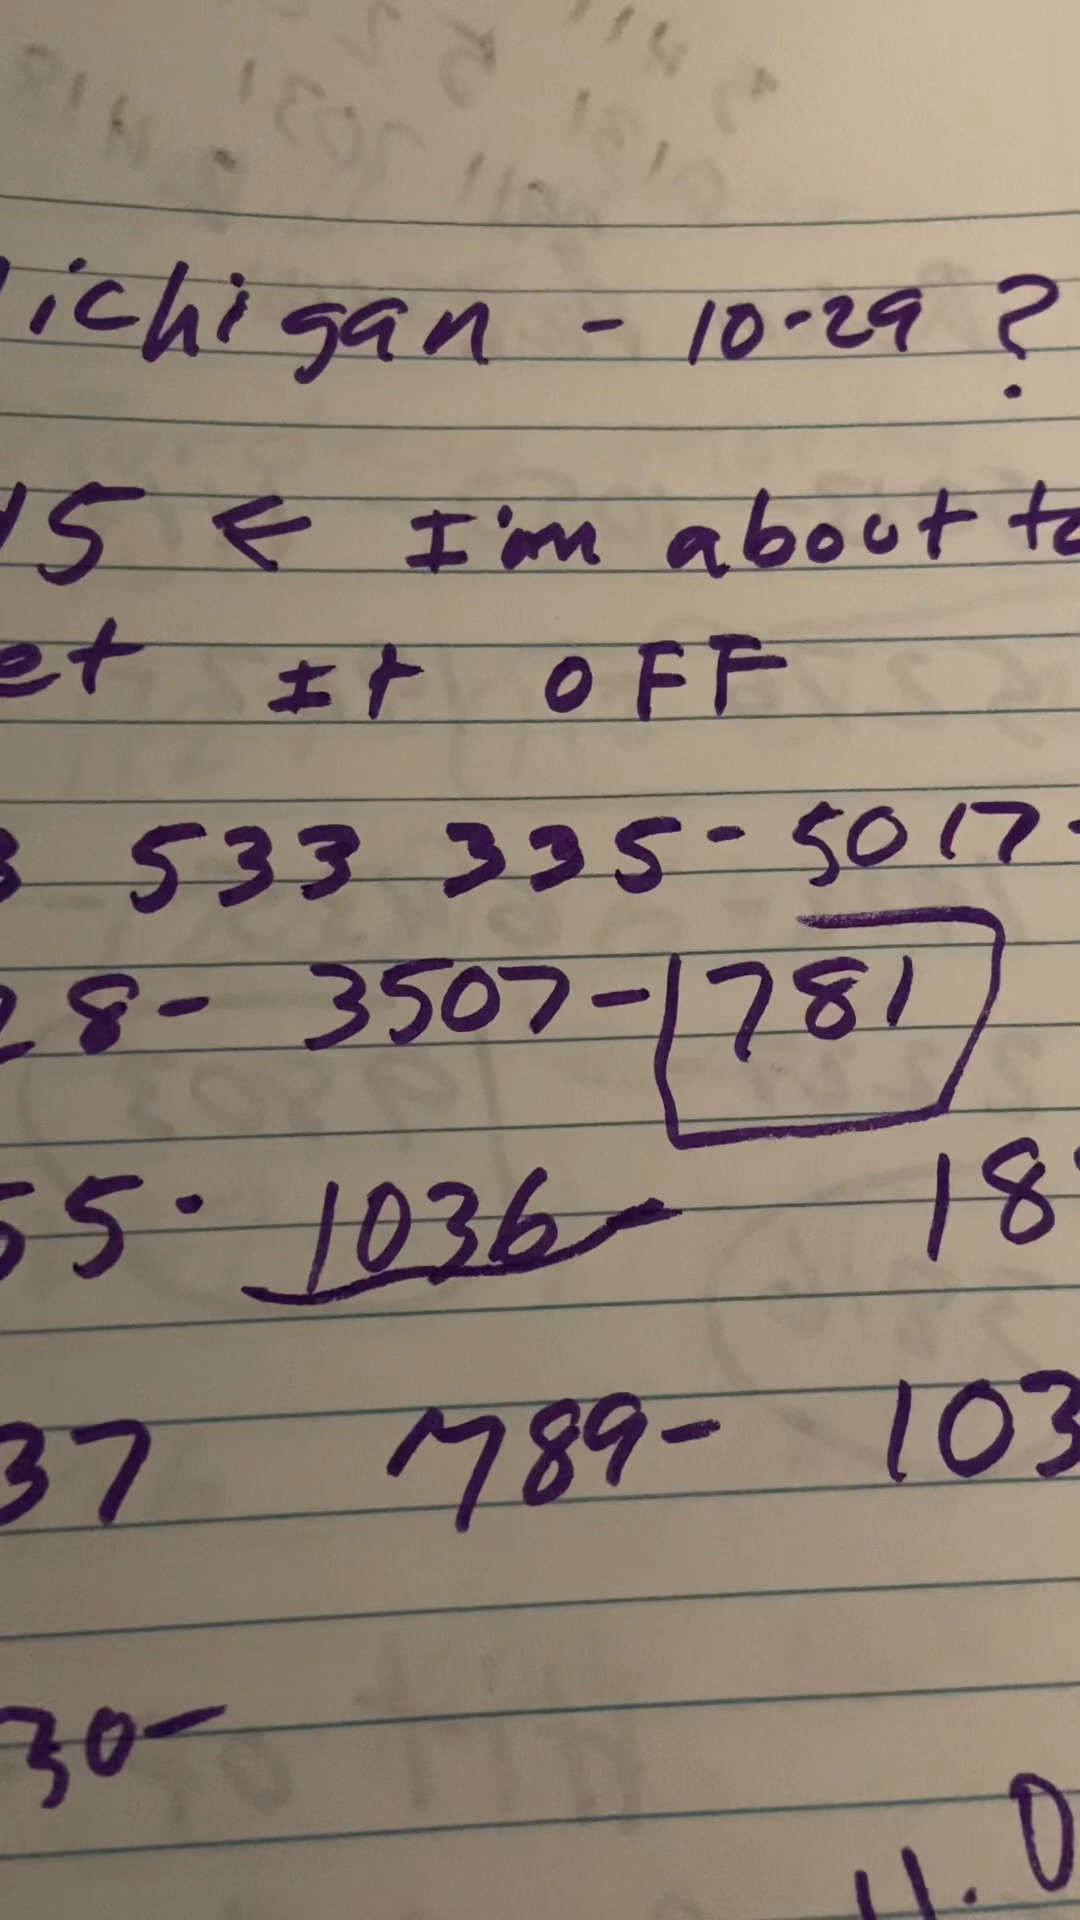 ichigan - 10-29 ?
15 ← I'm about to
et It OFF
3 533 335- 5017-
28- 3507- 1781
55. 1036- 18
37 789- 103
30-
11.0